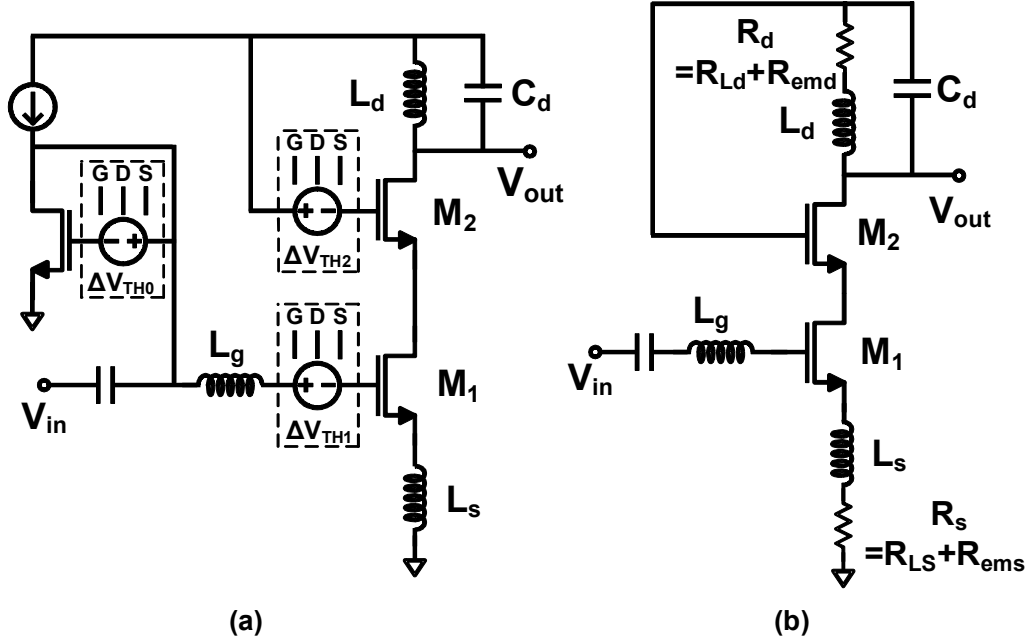 L_d
C_d
G D S
V_out
M_2
ΔV_TH2
G D S
ΔV_TH0
G D S
L_g
M_1
V_in
ΔV_TH1
L_s
(a)
R_d
=R_Ld+R_emd
L_d
C_d
V_out
M_2
L_g
M_1
V_in
L_s
R_s
=R_LS+R_ems
(b)